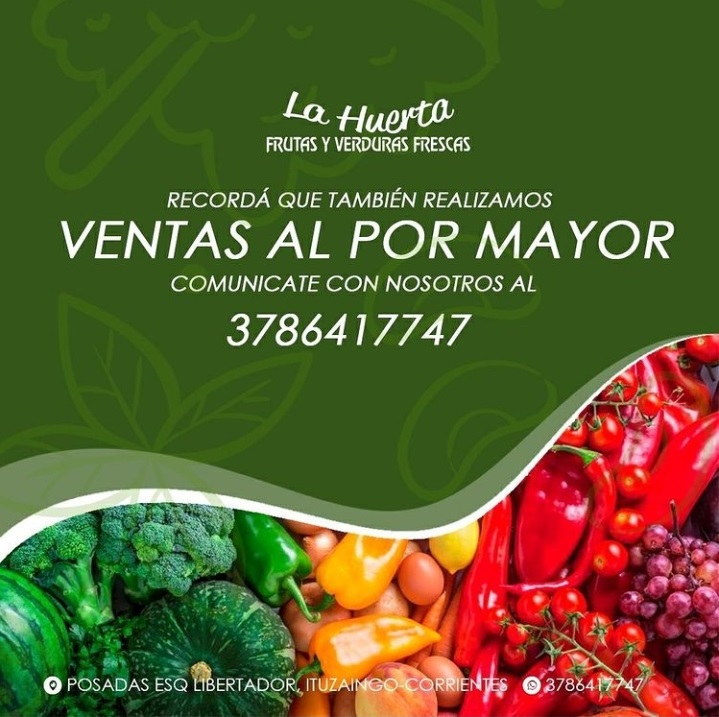 La Huerta
FRUTAS Y VERDURAS FRESCAS
RECORDÁ QUE TAMBIÉN REALIZAMOS
VENTAS AL POR MAYOR
COMUNICATE CON NOSOTROS AL
3786417747
POSADAS ESQ LIBERTADOR, ITUZAINGO-CORRIENTES 3786417747